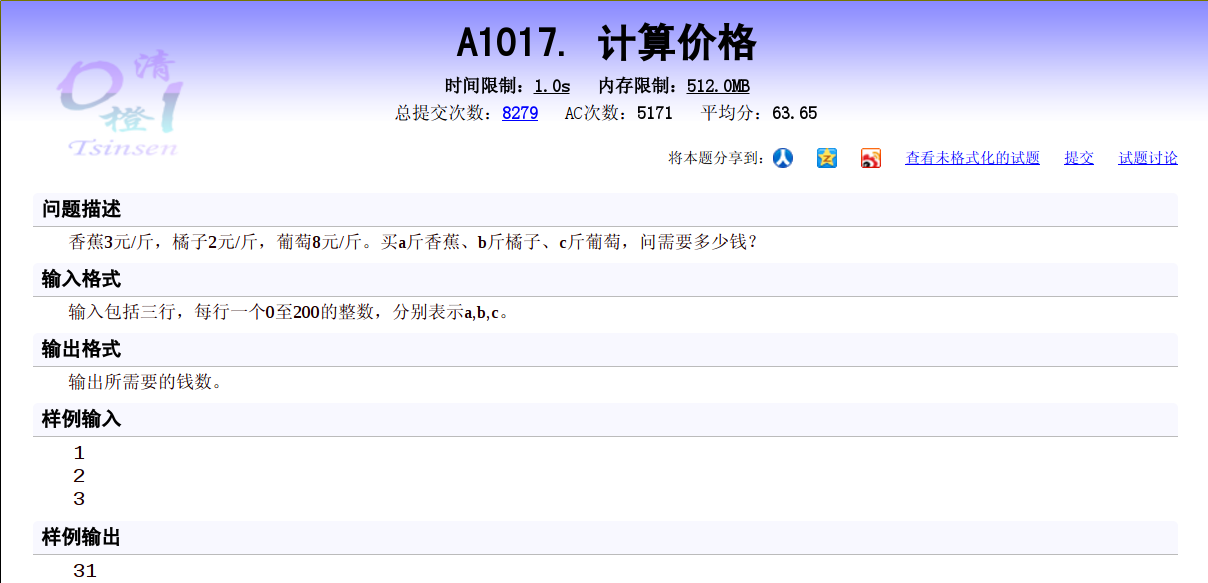 A1017. 计算价格
时间限制：1.0s 内存限制：512.0MB
总提交次数：8279 AC次数：5171 平均分：63.65
清
橙
Tsinsen
将本题分享到： 查看未格式化的试题 提交 试题讨论
问题描述
香蕉3元/斤，橘子2元/斤，葡萄8元/斤。买a斤香蕉、b斤橘子、c斤葡萄，问需要多少钱？
输入格式
输入包括三行，每行一个0至200的整数，分别表示a,b,c。
输出格式
输出所需要的钱数。
样例输入
1
2
3
样例输出
31